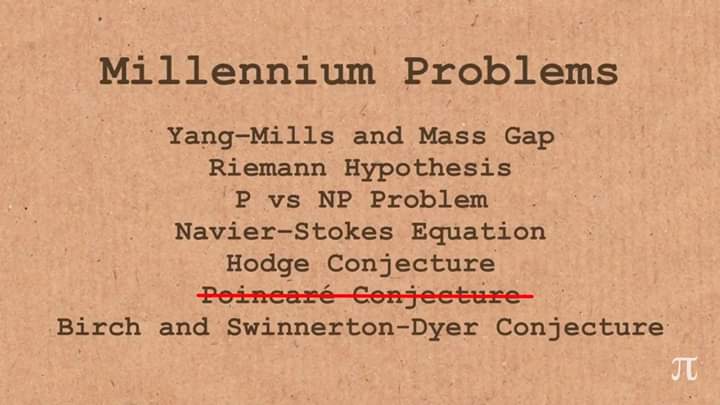 Millennium Problems
Yang–Mills and Mass Gap
Riemann Hypothesis
P vs NP Problem
Navier–Stokes Equation
Hodge Conjecture
Poincaré Conjecture
Birch and Swinnerton-Dyer Conjecture
π